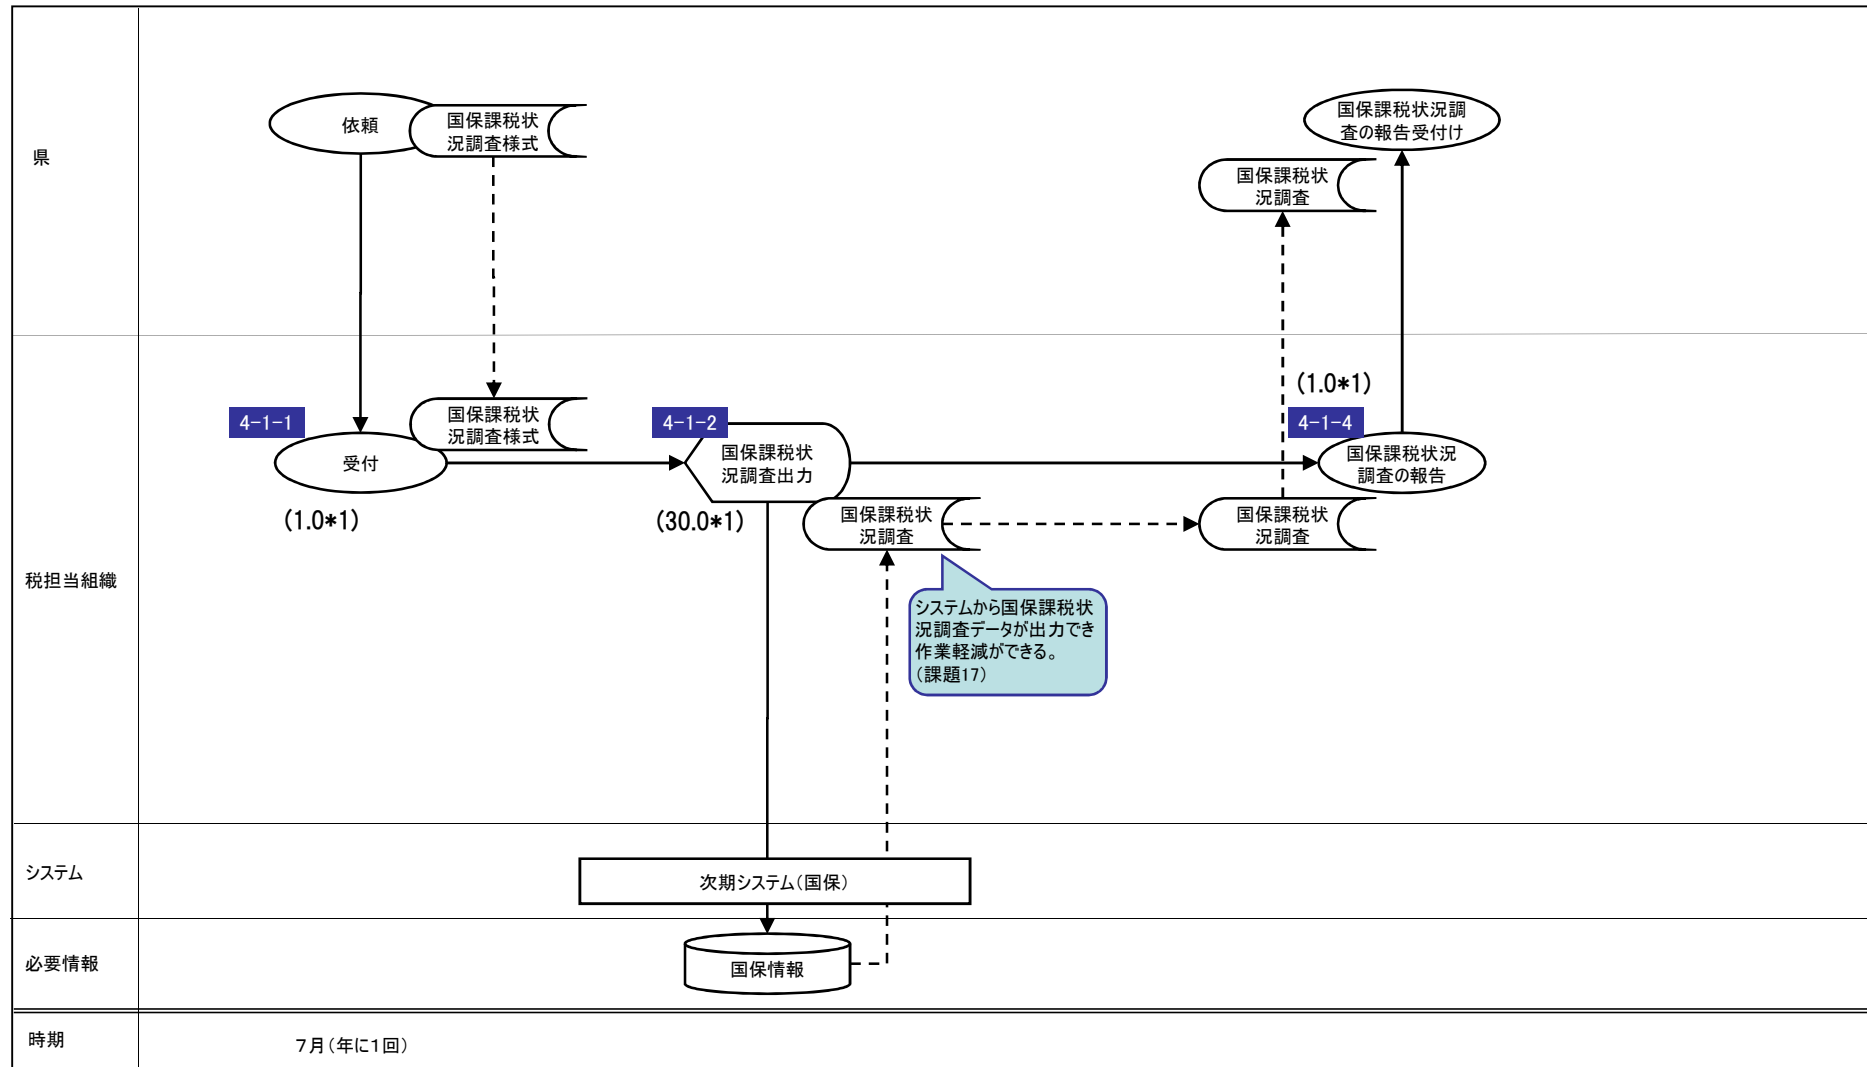 県
依頼
国保課税状
況調査様式
国保課税状況調
査の報告受付け
国保課税状
況調査
税担当組織
4-1-1
国保課税状
況調査様式
受付
(1.0*1)
4-1-2
国保課税状
況調査出力
(30.0*1)
国保課税状
況調査
システムから国保課税状
況調査データが出力でき
作業軽減ができる。
（課題17）
(1.0*1)
4-1-4
国保課税状況
調査の報告
国保課税状
況調査
システム
次期システム（国保）
必要情報
国保情報
時期
7月（年に1回）